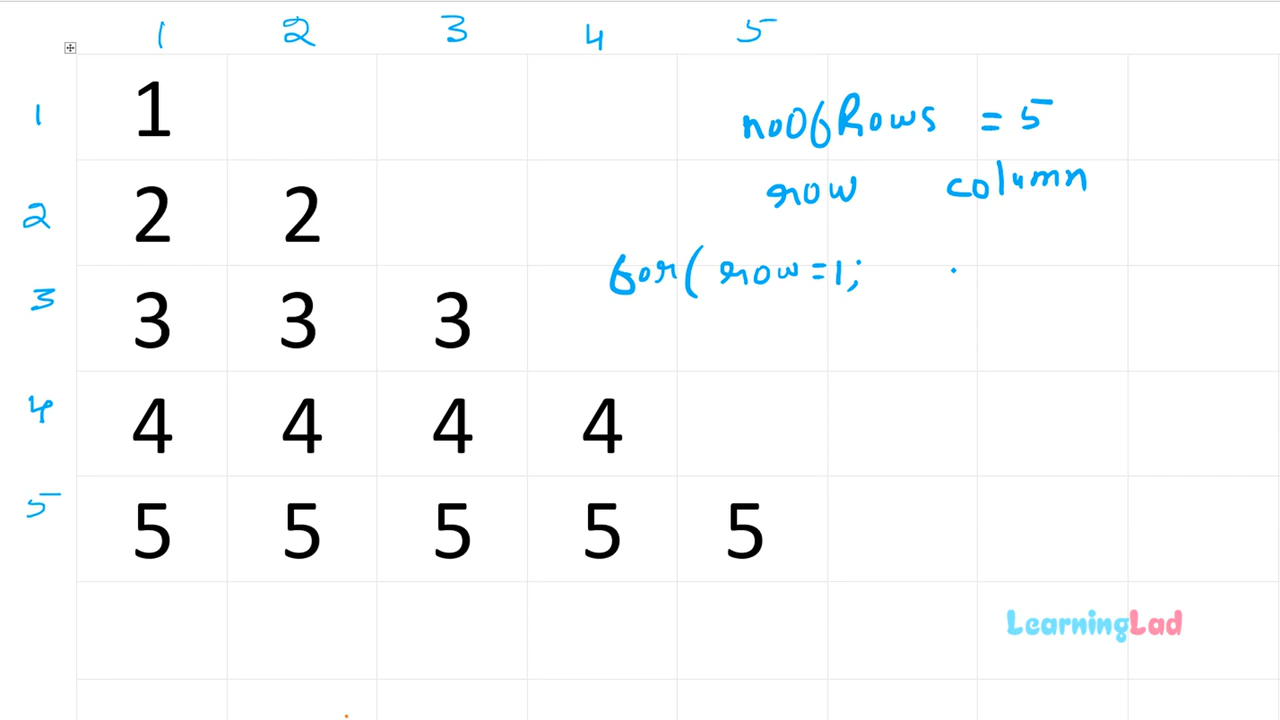 1 2 3 4 5
1 1 noOfRows = 5
row column
2 2 2
for( row =1;
3 3 3 3
4 4 4 4 4
5 5 5 5 5 5
LearningLad